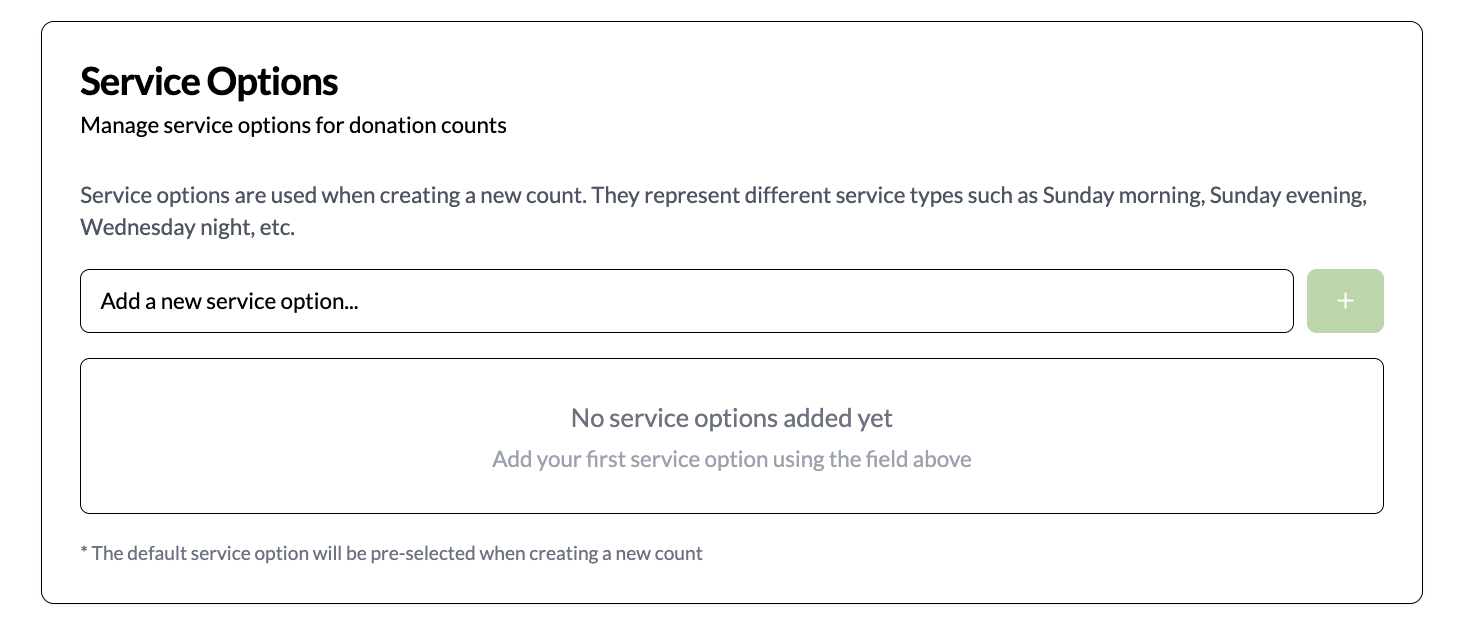 Service Options
Manage service options for donation counts
Service options are used when creating a new count. They represent different service types such as Sunday morning, Sunday evening,
Wednesday night, etc.
Add a new service option...
+
No service options added yet
Add your first service option using the field above
* The default service option will be pre-selected when creating a new count